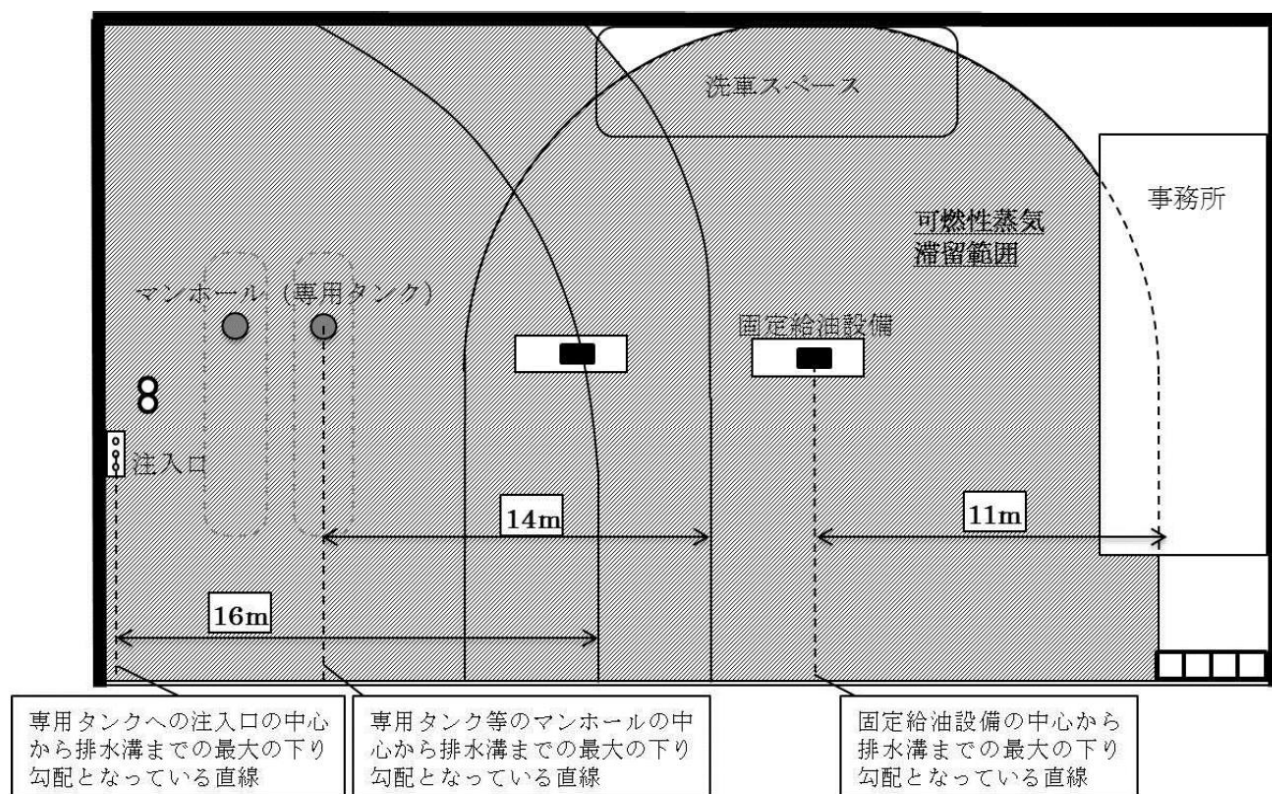 洗車スペース
事務所
可燃性蒸気
滞留範囲
マンホール（専用タンク）
固定給油設備
注入口
14m
11m
16m
専用タンクへの注入口の中心
から排水溝までの最大の下り
勾配となっている直線
専用タンク等のマンホールの中
心から排水溝までの最大の下り
勾配となっている直線
固定給油設備の中心から
排水溝までの最大の下り
勾配となっている直線